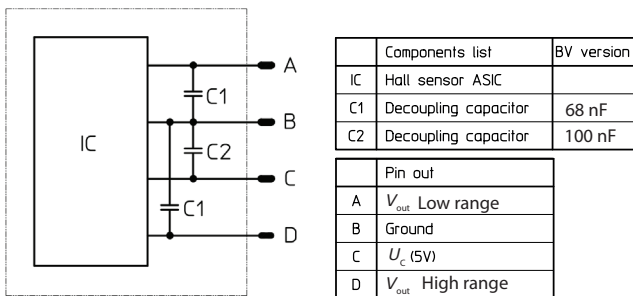 IC
C1
C2
C1
A
B
C
D
Components list BV version
IC Hall sensor ASIC
C1 Decoupling capacitor 68 nF
C2 Decoupling capacitor 100 nF
Pin out
A Vout Low range
B Ground
C UC (5V)
D Vout High range